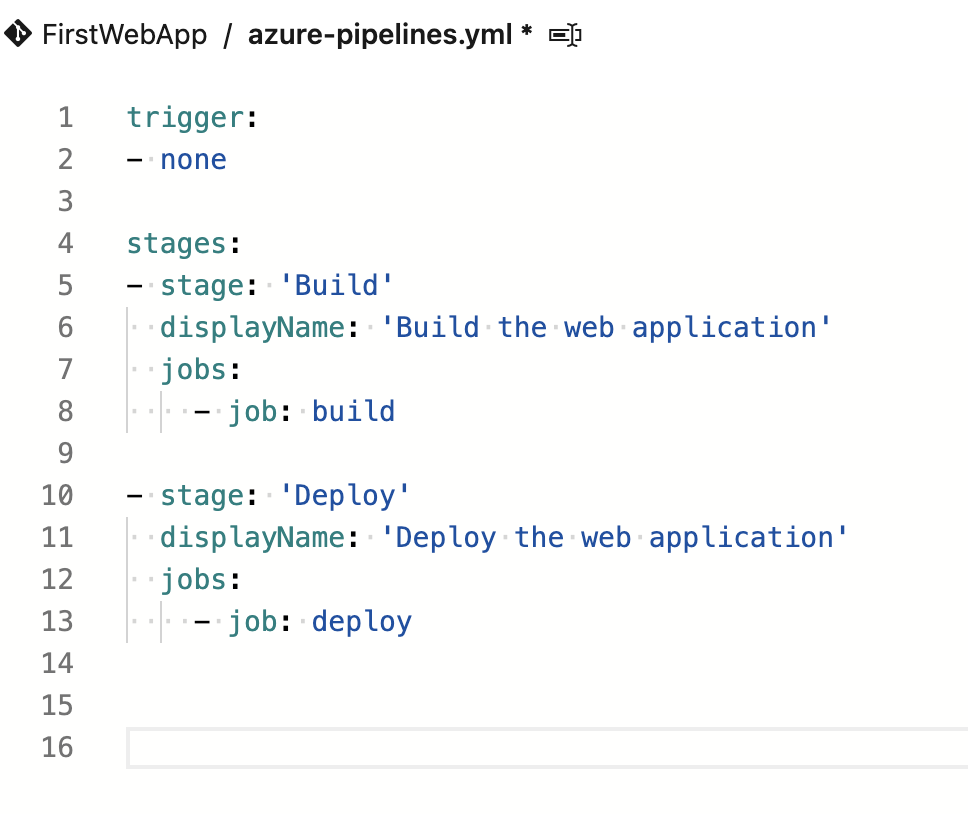 FirstWebApp / azure-pipelines.yml *
1 trigger:
2 - none
3
4 stages:
5 - stage: 'Build'
6   displayName: 'Build the web application'
7   jobs:
8     - job: build
9
10 - stage: 'Deploy'
11   displayName: 'Deploy the web application'
12   jobs:
13     - job: deploy
14
15
16